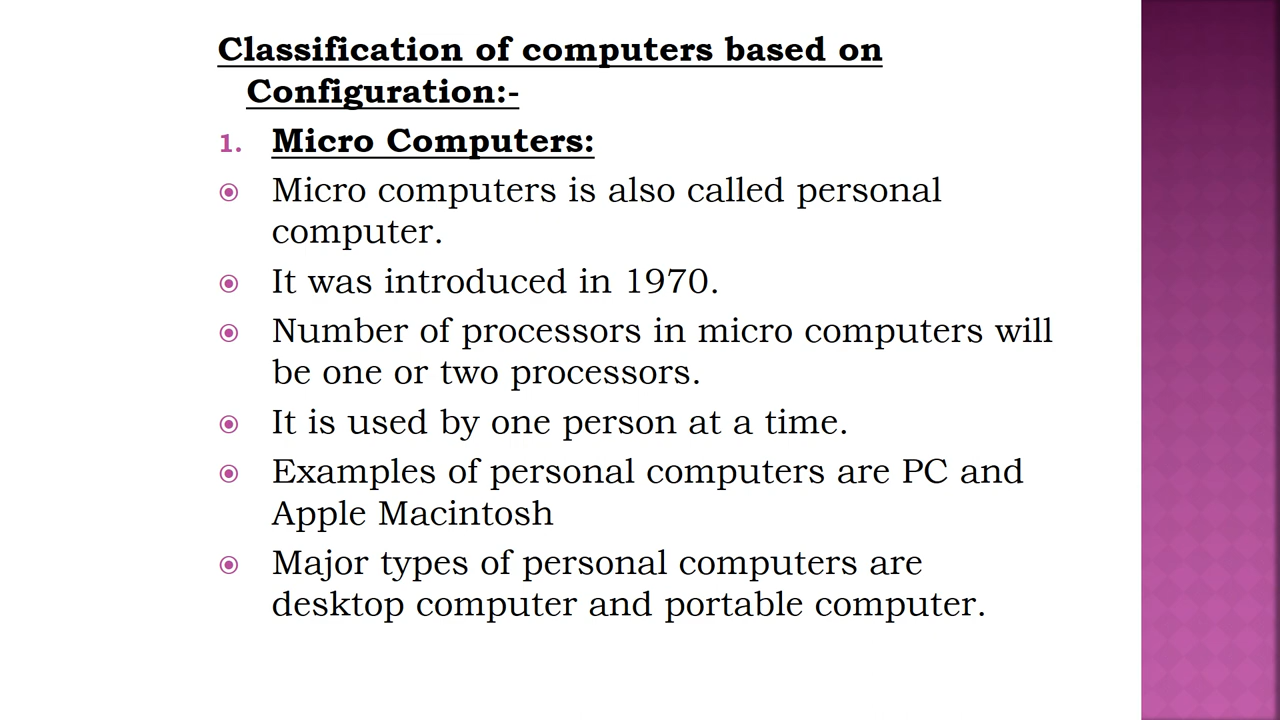 Classification of computers based on
Configuration:-
1. Micro Computers:
Micro computers is also called personal
computer.
It was introduced in 1970.
Number of processors in micro computers will
be one or two processors.
It is used by one person at a time.
Examples of personal computers are PC and
Apple Macintosh
Major types of personal computers are
desktop computer and portable computer.